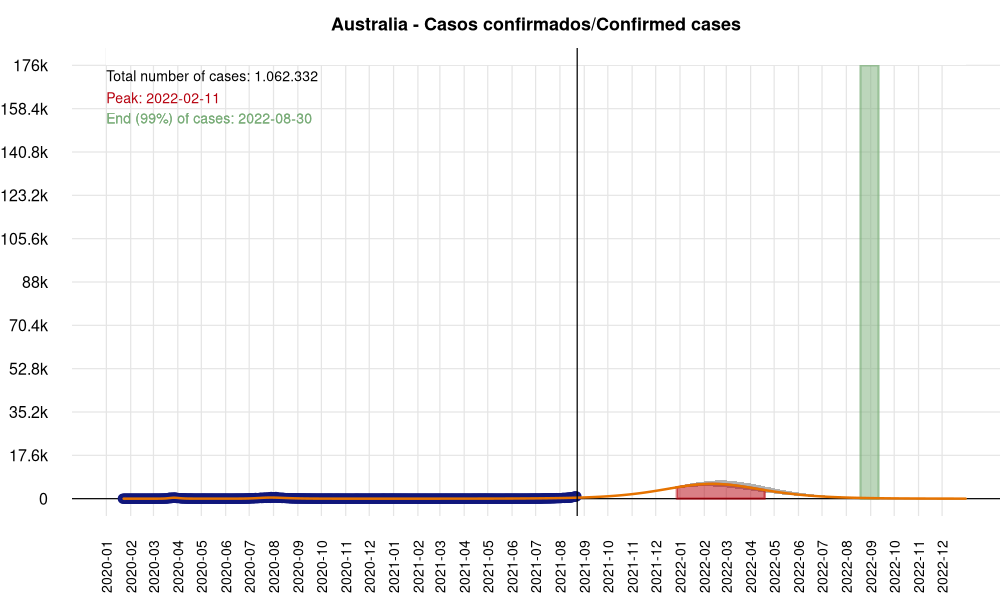 Australia - Casos confirmados/Confirmed cases
176k
Total number of cases: 1.062.332
Peak: 2022-02-11
158.4k
End (99%) of cases: 2022-08-30
140.8k
123.2k
105.6k
88k
70.4k
52.8k
35.2k
17.6k
0
2020-01
2020-02
2020-03
2020-04
2020-05
2020-06
2020-07
2020-08
2020-09
2020-10
2020-11
2020-12
2021-01
2021-02
2021-03
2021-04
2021-05
2021-06
2021-07
2021-08
2021-09
2021-10
2021-11
2021-12
2022-01
2022-02
2022-03
2022-04
2022-05
2022-06
2022-07
2022-08
2022-09
2022-10
2022-11
2022-12